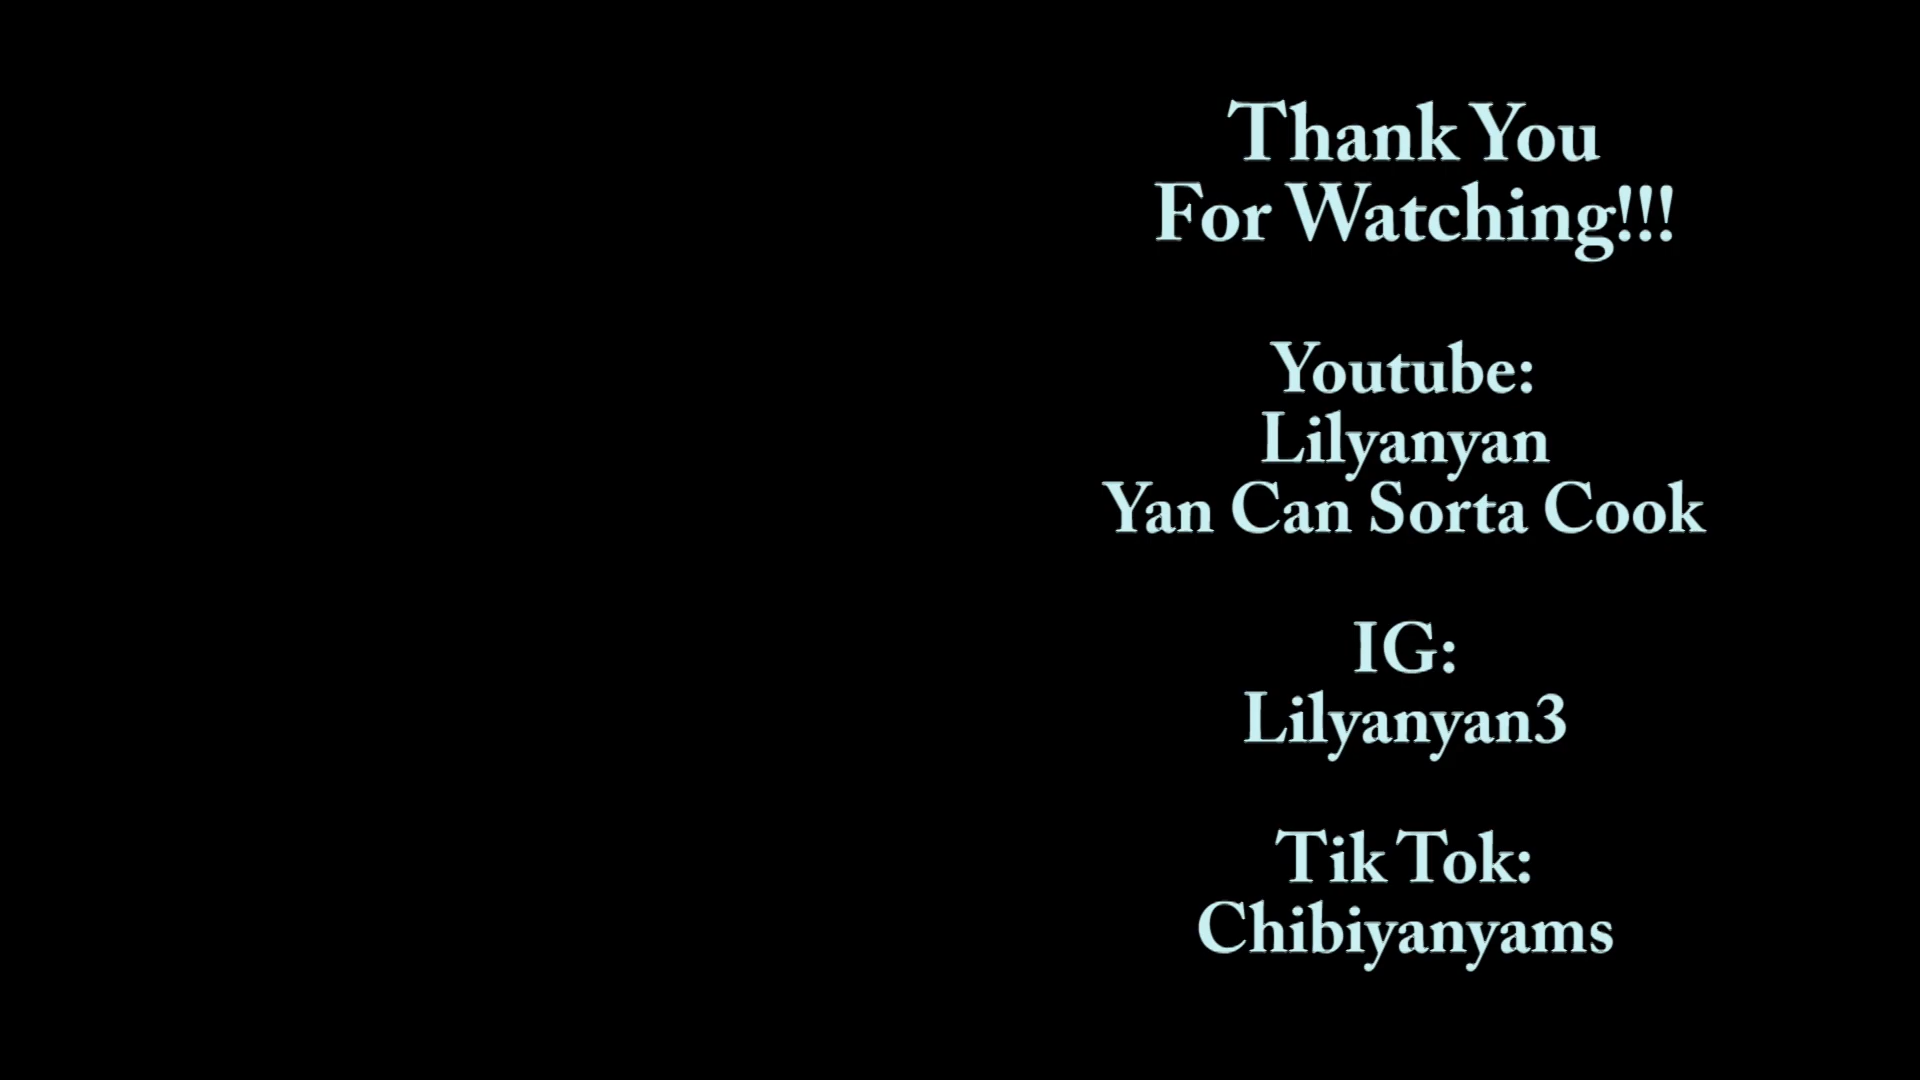 Thank You
For Watching!!!
Youtube:
Lilyanyan
Yan Can Sorta Cook
IG:
Lilyanyan3
Tik Tok:
Chibiyanyams